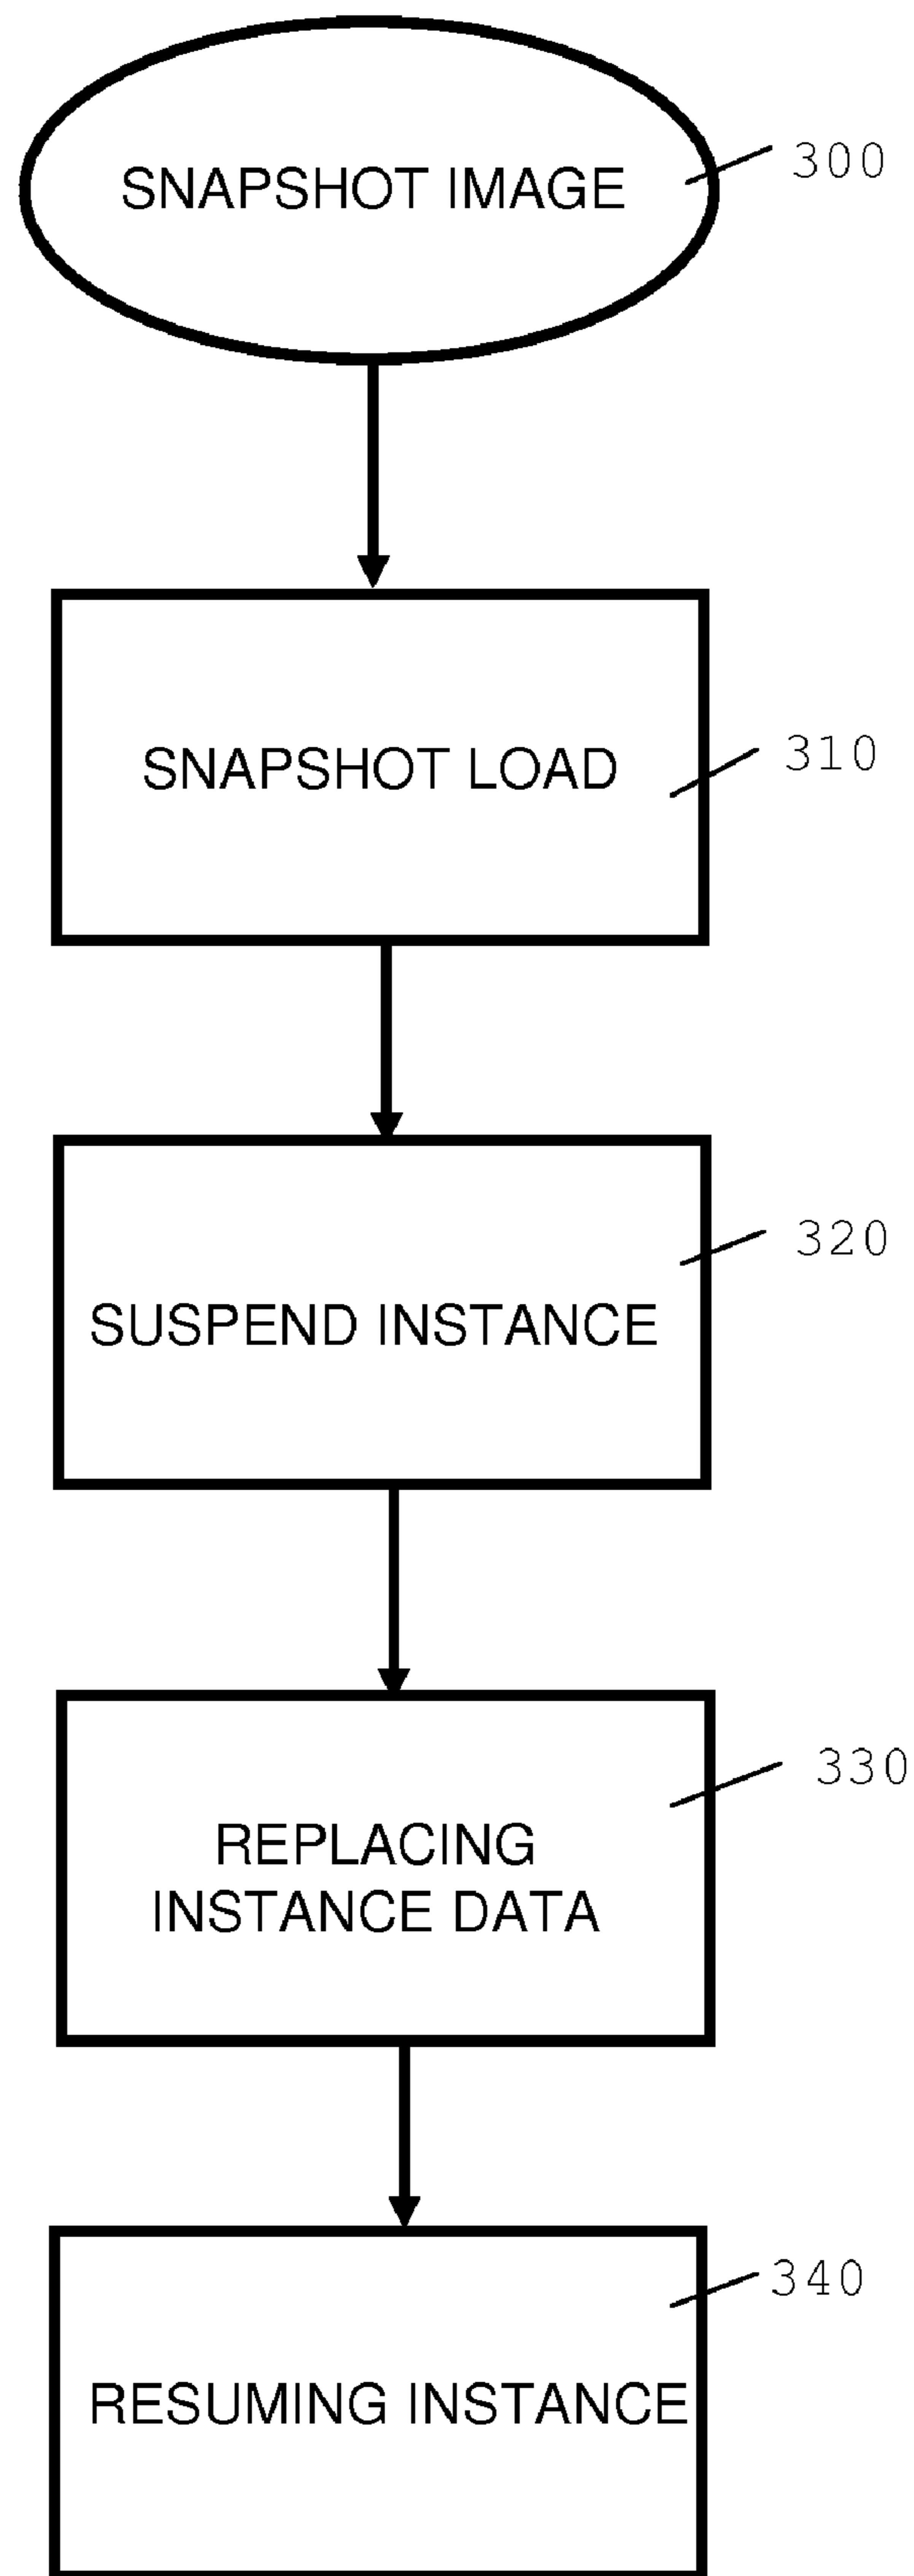 SNAPSHOT IMAGE
300
SNAPSHOT LOAD
310
320
SUSPEND INSTANCE
330
REPLACING
INSTANCE DATA
340
RESUMING INSTANCE